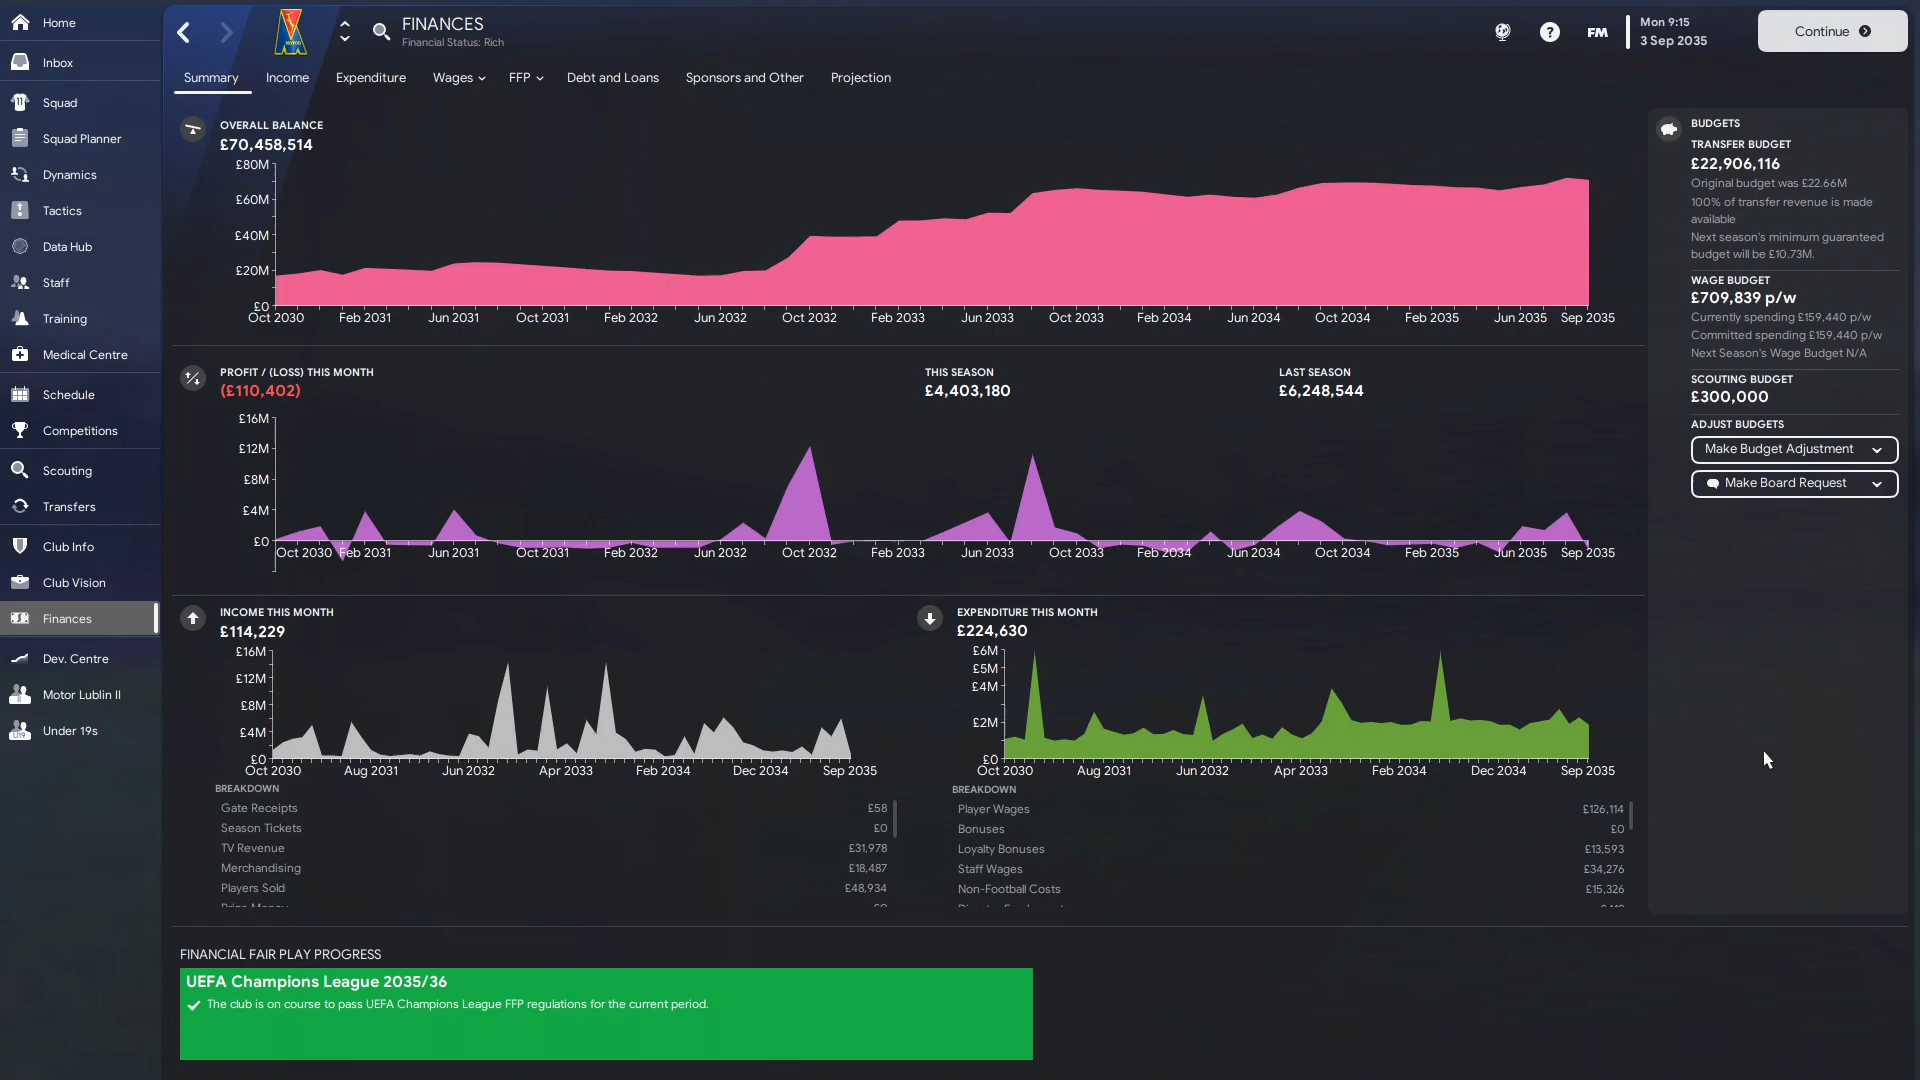 Home
Inbox
Squad
Squad Planner
Dynamics
Tactics
Data Hub
Staff
Training
Medical Centre
Schedule
Competitions
Scouting
Transfers
Club Info
Club Vision
Finances
Dev. Centre
Motor Lublin II
U19
Under 19s
MOTOR
FINANCES
Financial Status: Rich
?
FM
Mon 9:15
3 Sep 2035
Continue
Summary Income Expenditure Wages FFP Debt and Loans Sponsors and Other Projection
OVERALL BALANCE
£70,458,514
£80M
£60M
£40M
£20M
£0
Oct 2030 Feb 2031 Jun 2031 Oct 2031 Feb 2032 Jun 2032 Oct 2032 Feb 2033 Jun 2033 Oct 2033 Feb 2034 Jun 2034 Oct 2034 Feb 2035 Jun 2035 Sep 2035
PROFIT / (LOSS) THIS MONTH
(£110,402)
THIS SEASON
£4,403,180
LAST SEASON
£6,248,544
£16M
£12M
£8M
£4M
£0
Oct 2030 Feb 2031 Jun 2031 Oct 2031 Feb 2032 Jun 2032 Oct 2032 Feb 2033 Jun 2033 Oct 2033 Feb 2034 Jun 2034 Oct 2034 Feb 2035 Jun 2035 Sep 2035
INCOME THIS MONTH
£114,229
£16M
£12M
£8M
£4M
£0
Oct 2030 Aug 2031 Jun 2032 Apr 2033 Feb 2034 Dec 2034 Sep 2035
BREAKDOWN
Gate Receipts £58
Season Tickets £0
TV Revenue £31,978
Merchandising £18,487
Players Sold £48,934
EXPENDITURE THIS MONTH
£224,630
£6M
£5M
£4M
£2M
£0
Oct 2030 Aug 2031 Jun 2032 Apr 2033 Feb 2034 Dec 2034 Sep 2035
BREAKDOWN
Player Wages £126,114
Bonuses £0
Loyalty Bonuses £13,593
Staff Wages £34,276
Non-Football Costs £15,326
FINANCIAL FAIR PLAY PROGRESS
UEFA Champions League 2035/36
The club is on course to pass UEFA Champions League FFP regulations for the current period.
BUDGETS
TRANSFER BUDGET
£22,906,116
Original budget was £22.66M
100% of transfer revenue is made
available
Next season's minimum guaranteed
budget will be £10.73M.
WAGE BUDGET
£709,839 p/w
Currently spending £159,440 p/w
Committed spending £159,440 p/w
Next Season's Wage Budget N/A
SCOUTING BUDGET
£300,000
ADJUST BUDGETS
Make Budget Adjustment
Make Board Request